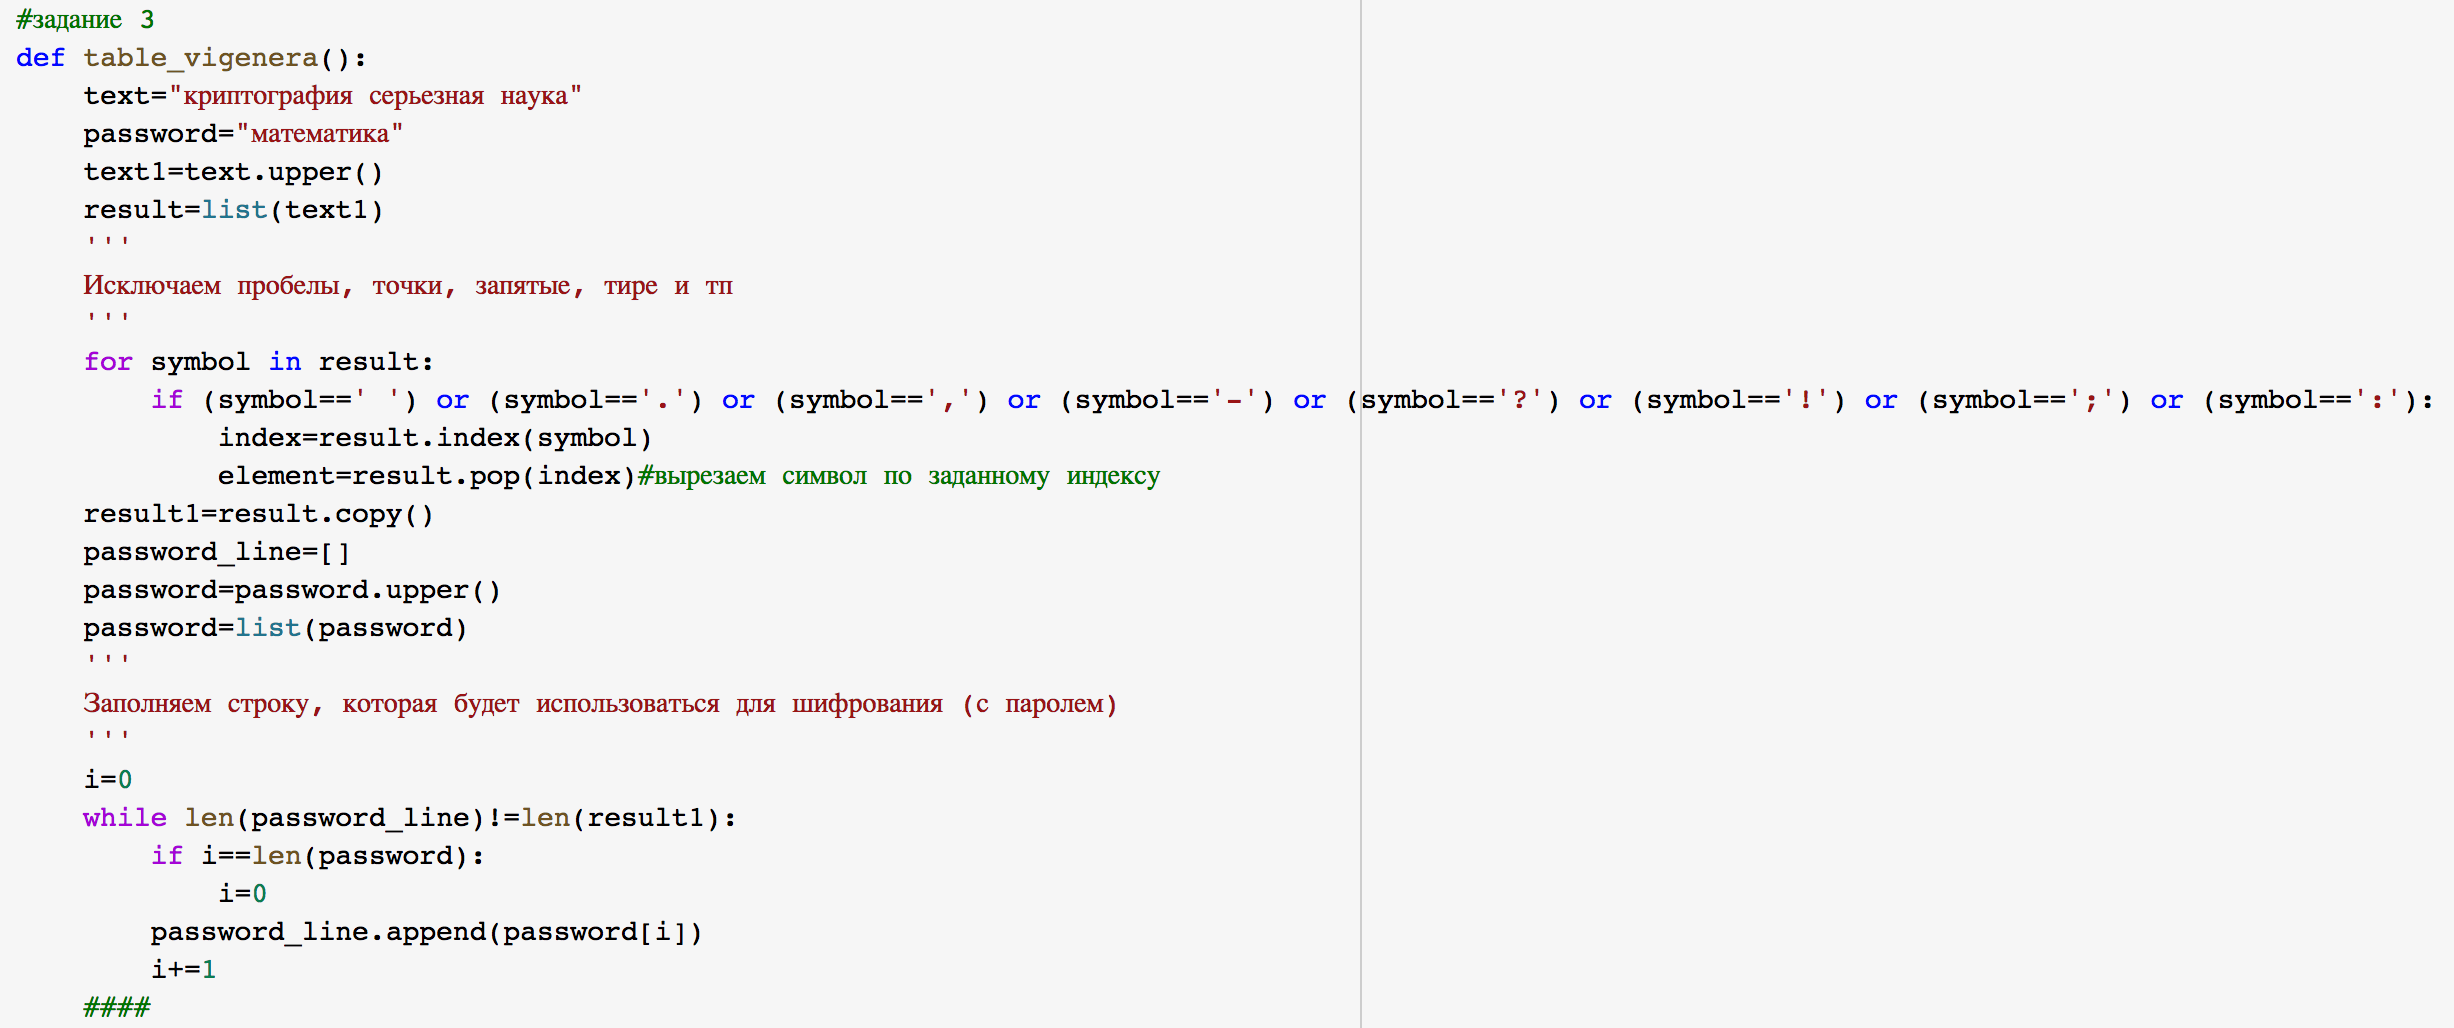 #задание 3
def table_vigenera():
    text="криптография серьезная наука"
    password="математика"
    text1=text.upper()
    result=list(text1)
    '''
    Исключаем пробелы, точки, запятые, тире и тп
    '''
    for symbol in result:
        if (symbol==' ') or (symbol=='.') or (symbol==',') or (symbol=='-') or (symbol=='?') or (symbol=='!') or (symbol==';') or (symbol==':'):
            index=result.index(symbol)
            element=result.pop(index)#вырезаем символ по заданному индексу
    result1=result.copy()
    password_line=[]
    password=password.upper()
    password=list(password)
    '''
    Заполняем строку, которая будет использоваться для шифрования (с паролем)
    '''
    i=0
    while len(password_line)!=len(result1):
        if i==len(password):
            i=0
        password_line.append(password[i])
        i+=1
    ####